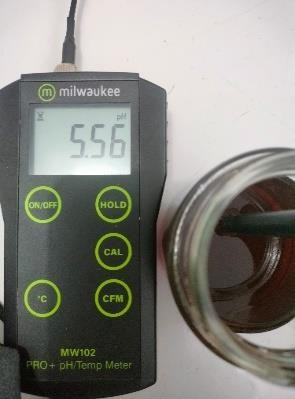 milwaukee
pH
5.56
ON/OFF
HOLD
CAL
°C
CFM
MW102
PRO+ pH/Temp Meter